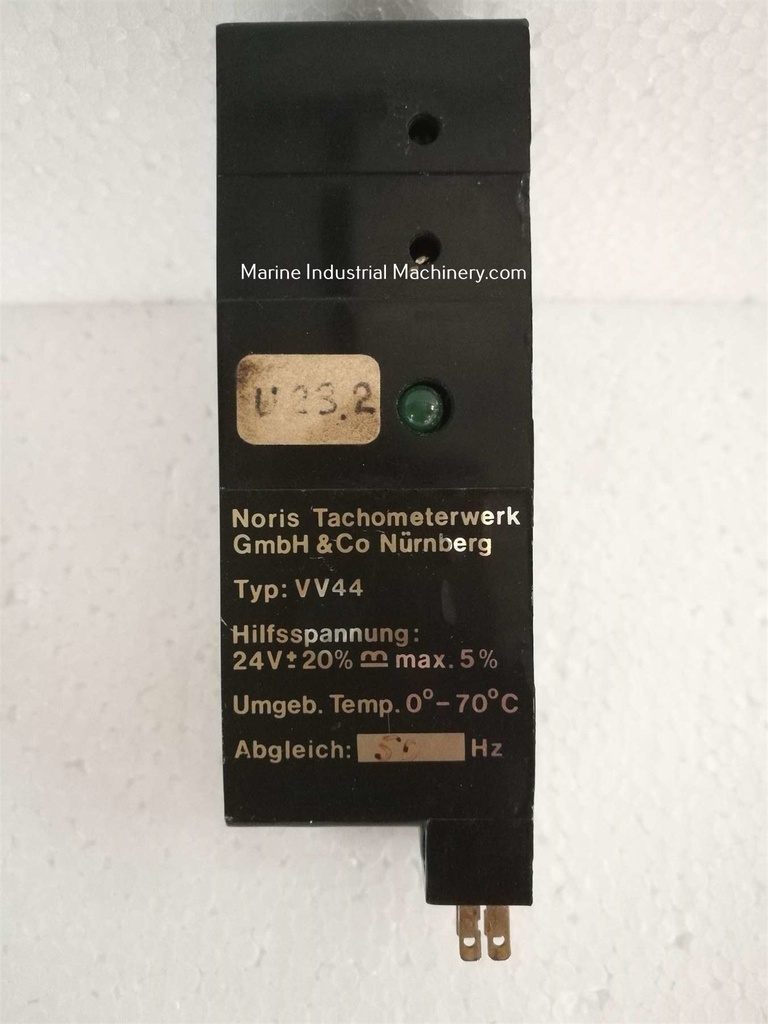 Marine Industrial Machinery.com
U 23.2
Noris Tachometerwerk
GmbH & Co Nürnberg
Typ: VV44
Hilfsspannung:
24V ± 20% max. 5%
Umgeb. Temp. 0° – 70°C
Abgleich: 50 Hz